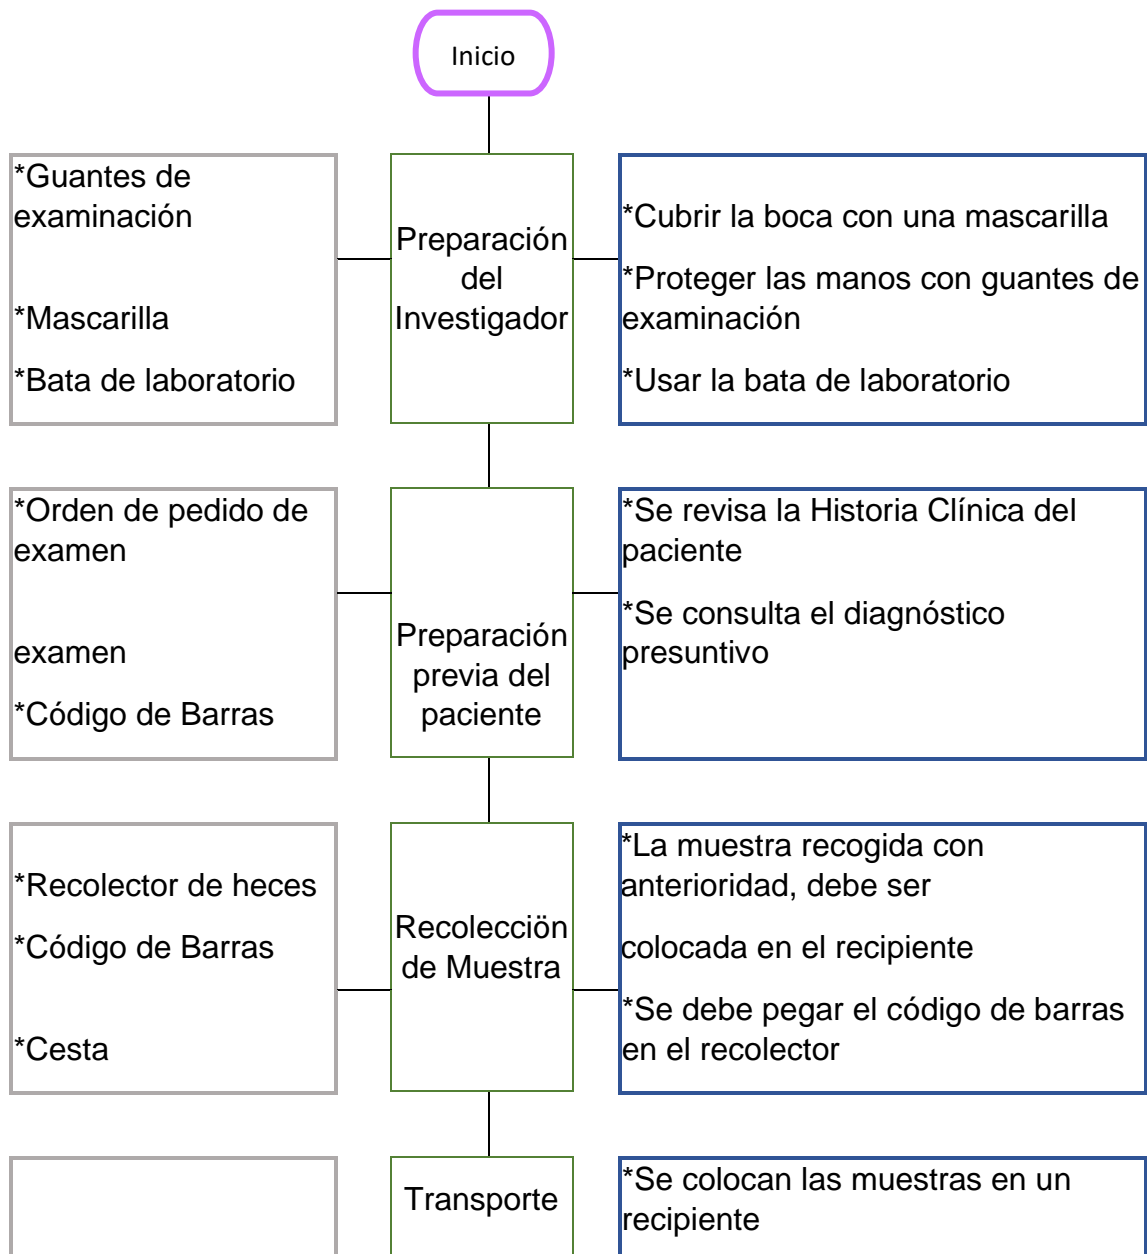 Inicio
*Guantes de
examinación
*Mascarilla
*Bata de laboratorio
Preparación
del
Investigador
*Cubrir la boca con una mascarilla
*Proteger las manos con guantes de
examinación
*Usar la bata de laboratorio
*Orden de pedido de
examen
examen
*Código de Barras
Preparación
previa del
paciente
*Se revisa la Historia Clínica del
paciente
*Se consulta el diagnóstico
presuntivo
*Recolector de heces
*Código de Barras
*Cesta
Recolecciön
de Muestra
*La muestra recogida con
anterioridad, debe ser
colocada en el recipiente
*Se debe pegar el código de barras
en el recolector
Transporte
*Se colocan las muestras en un
recipiente